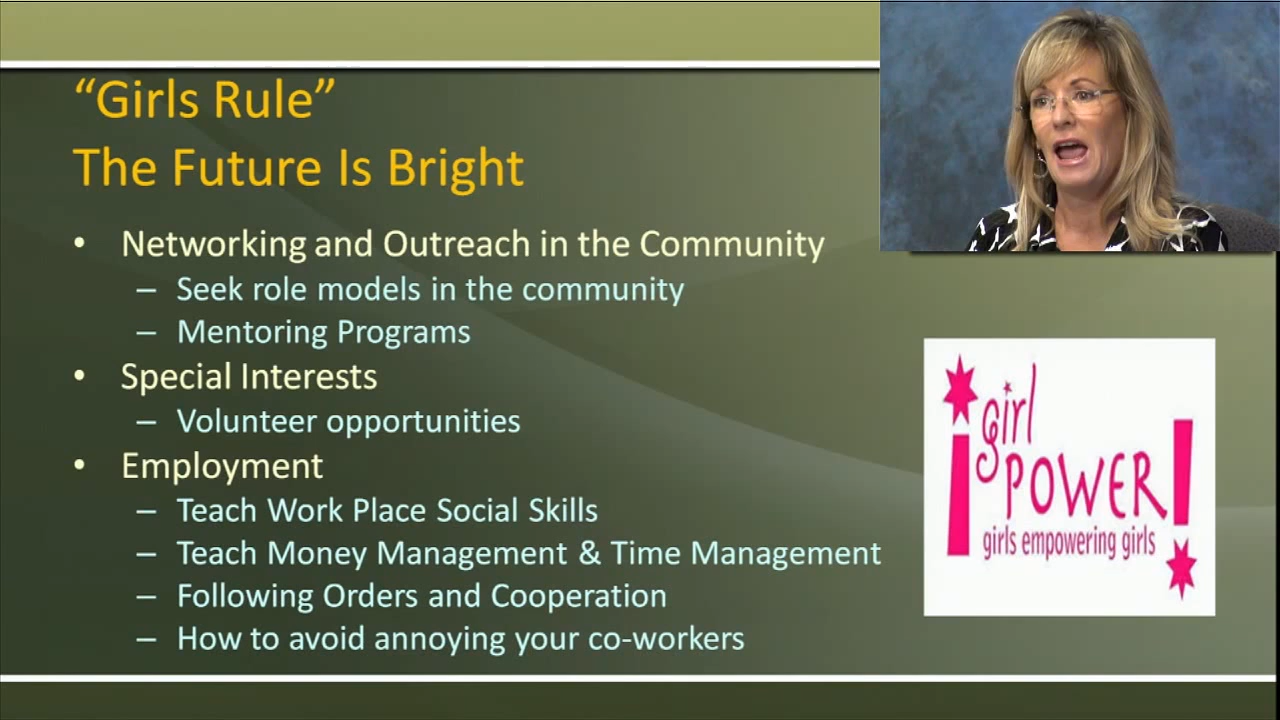 “Girls Rule”
The Future Is Bright
• Networking and Outreach in the Community
– Seek role models in the community
– Mentoring Programs
• Special Interests
– Volunteer opportunities
• Employment
– Teach Work Place Social Skills
– Teach Money Management & Time Management
– Following Orders and Cooperation
– How to avoid annoying your co-workers
¡girl
POWER!
girls empowering girls